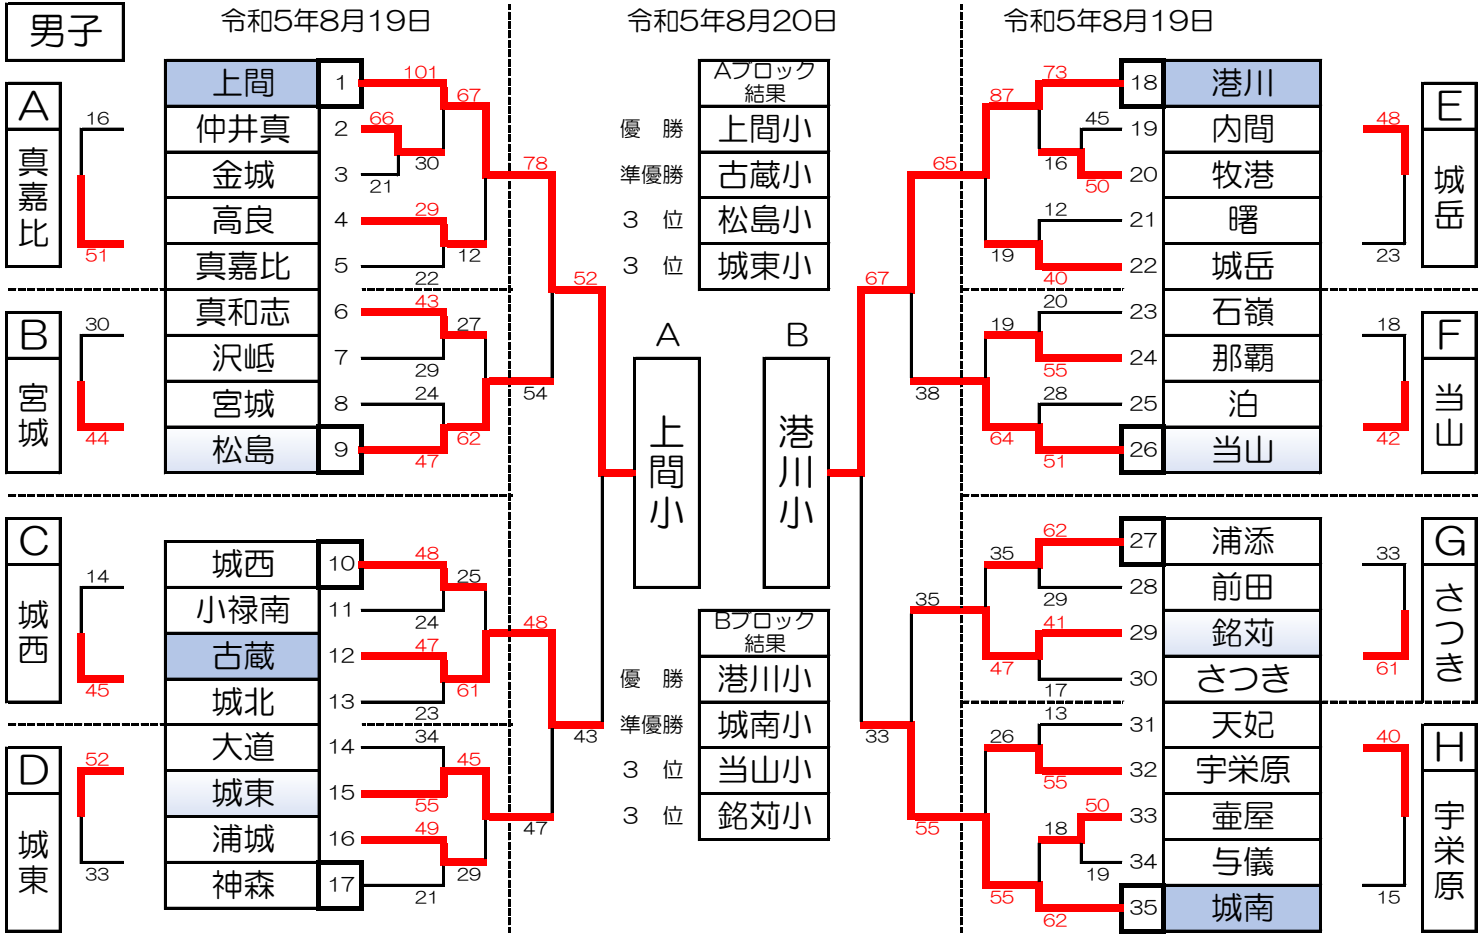 男子
令和5年8月19日
令和5年8月20日
令和5年8月19日
A
真嘉比
16
51
B
宮城
30
44
C
城西
14
45
D
城東
52
33
上間 1
仲井真 2
金城 3
高良 4
真嘉比 5
真和志 6
沢岻 7
宮城 8
松島 9
城西 10
小禄南 11
古蔵 12
城北 13
大道 14
城東 15
浦城 16
神森 17
101
67
66
30
21
29
12
22
43
27
29
24
62
47
48
25
24
47
61
23
34
45
55
49
29
21
78
54
52
48
43
47
Aブロック
結果
優 勝 上間小
準優勝 古蔵小
3 位 松島小
3 位 城東小
A
上間小
B
港川小
Bブロック
結果
優 勝 港川小
準優勝 城南小
3 位 当山小
3 位 銘苅小
65
67
38
35
33
55
73
87
45
16
50
12
19
40
20
19
55
28
64
51
62
35
29
41
47
17
13
26
55
50
18
19
55
62
18 港川
19 内間
20 牧港
21 曙
22 城岳
23 石嶺
24 那覇
25 泊
26 当山
27 浦添
28 前田
29 銘苅
30 さつき
31 天妃
32 宇栄原
33 壷屋
34 与儀
35 城南
E
城岳
48
23
F
当山
18
42
G
さつき
33
61
H
宇栄原
40
15